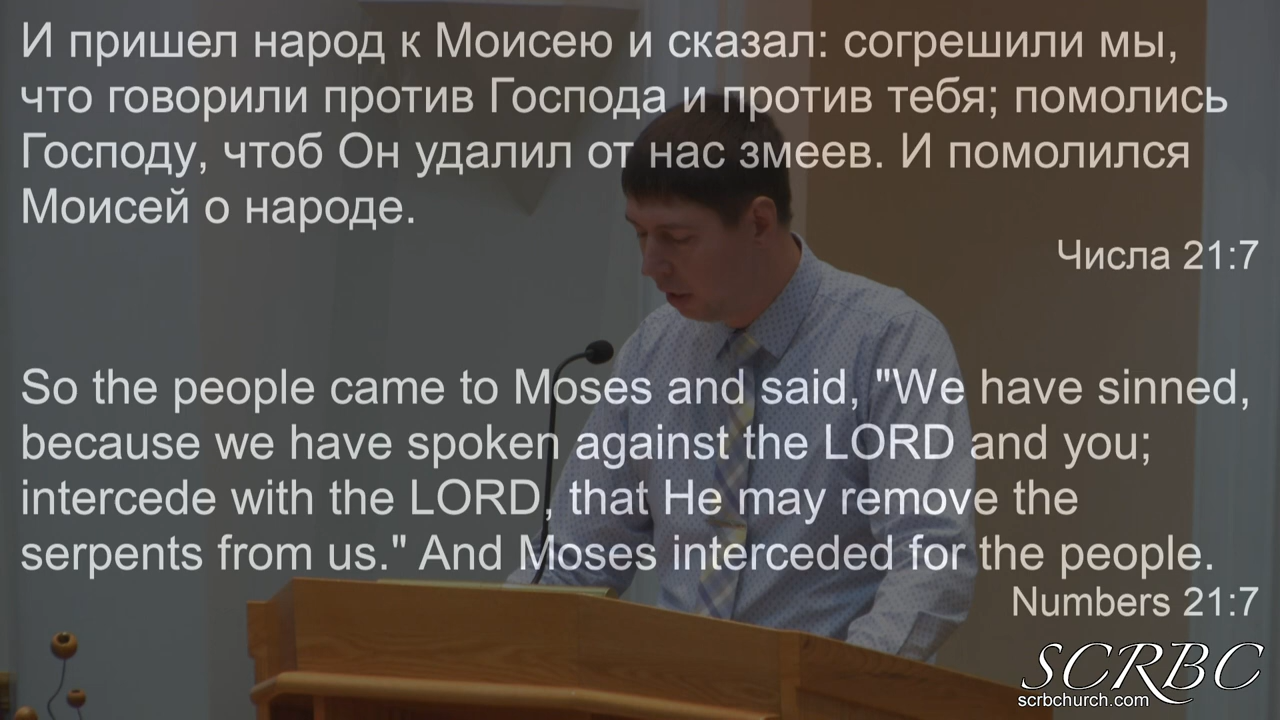 И пришел народ к Моисею и сказал: согрешили мы,
что говорили против Господа и против тебя; помолись
Господу, чтоб Он удалил от нас змеев. И помолился
Моисей о народе.
Числа 21:7
So the people came to Moses and said, "We have sinned,
because we have spoken against the LORD and you;
intercede with the LORD, that He may remove the
serpents from us." And Moses interceded for the people.
Numbers 21:7
SCRBC
scrbchurch.com